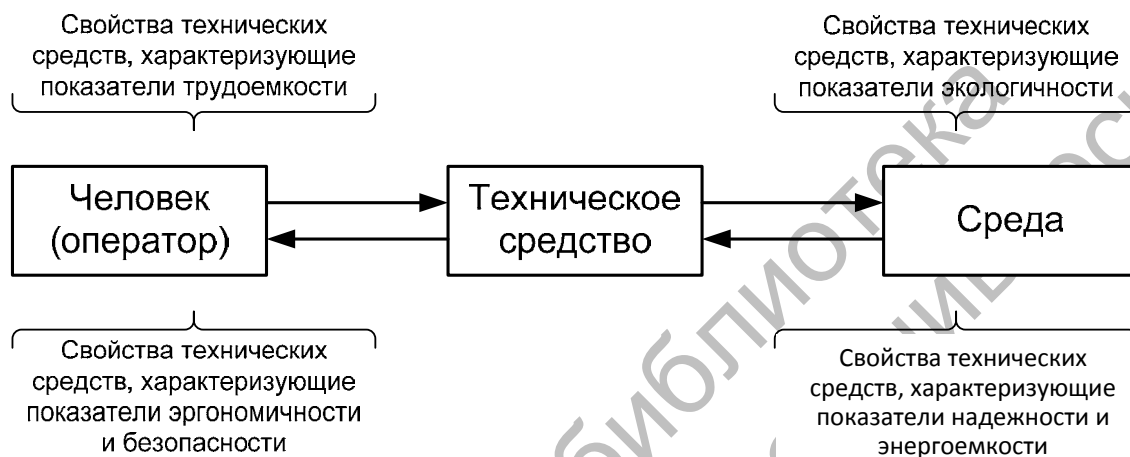 Свойства технических
средств, характеризующие
показатели трудоемкости
Свойства технических
средств, характеризующие
показатели экологичности
Человек
(оператор)
Техническое
средство
Среда
Свойства технических
средств, характеризующие
показатели эргономичности
и безопасности
Свойства технических
средств, характеризующие
показатели надежности и
энергоемкости
библиотека